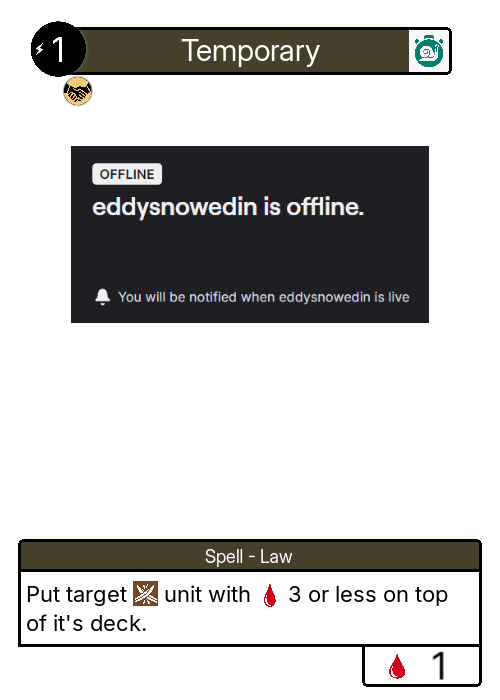 1
Temporary
OFFLINE
eddysnowedin is offline.
You will be notified when eddysnowedin is live
Spell - Law
Put target unit with 3 or less on top
of it's deck.
1